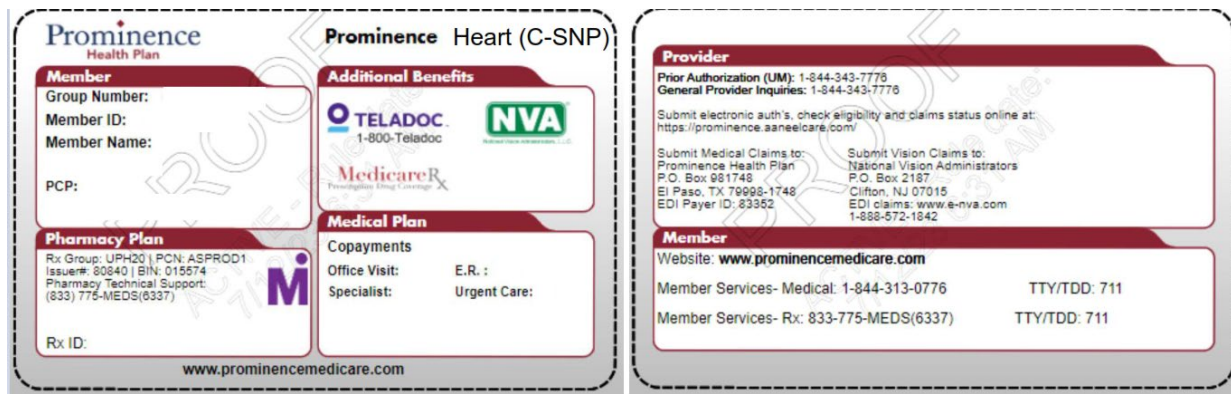 Prominence
Health Plan
Prominence Heart (C-SNP)
Member
Group Number:
Member ID:
Member Name:
PCP:
Additional Benefits
TELADOC
1-800-Teladoc
NVA
National Vision Administrators, L.L.C.
MedicareRx
Prescription Drug Coverage
Pharmacy Plan
Rx Group: UPH20 | PCN: ASPROD1
Issuer#: 80840 | BIN: 015574
Pharmacy Technical Support:
(833) 775-MEDS(6337)
Rx ID:
Medical Plan
Copayments
Office Visit: E.R. :
Specialist: Urgent Care:
www.prominencemedicare.com
PROOF
Provider
Prior Authorization (UM): 1-844-343-7776
General Provider Inquiries: 1-844-343-7776
Submit electronic auth's, check eligibility and claims status online at:
https://prominence.aaneelcare.com/
Submit Medical Claims to:
Prominence Health Plan
P.O. Box 981748
El Paso, TX 79998-1748
EDI Payer ID: 83352
Submit Vision Claims to:
National Vision Administrators
P.O. Box 2187
Clifton, NJ 07015
EDI claims: www.e-nva.com
1-888-572-1842
Member
Website: www.prominencemedicare.com
Member Services- Medical: 1-844-313-0776 TTY/TDD: 711
Member Services- Rx: 833-775-MEDS(6337) TTY/TDD: 711
PROOF